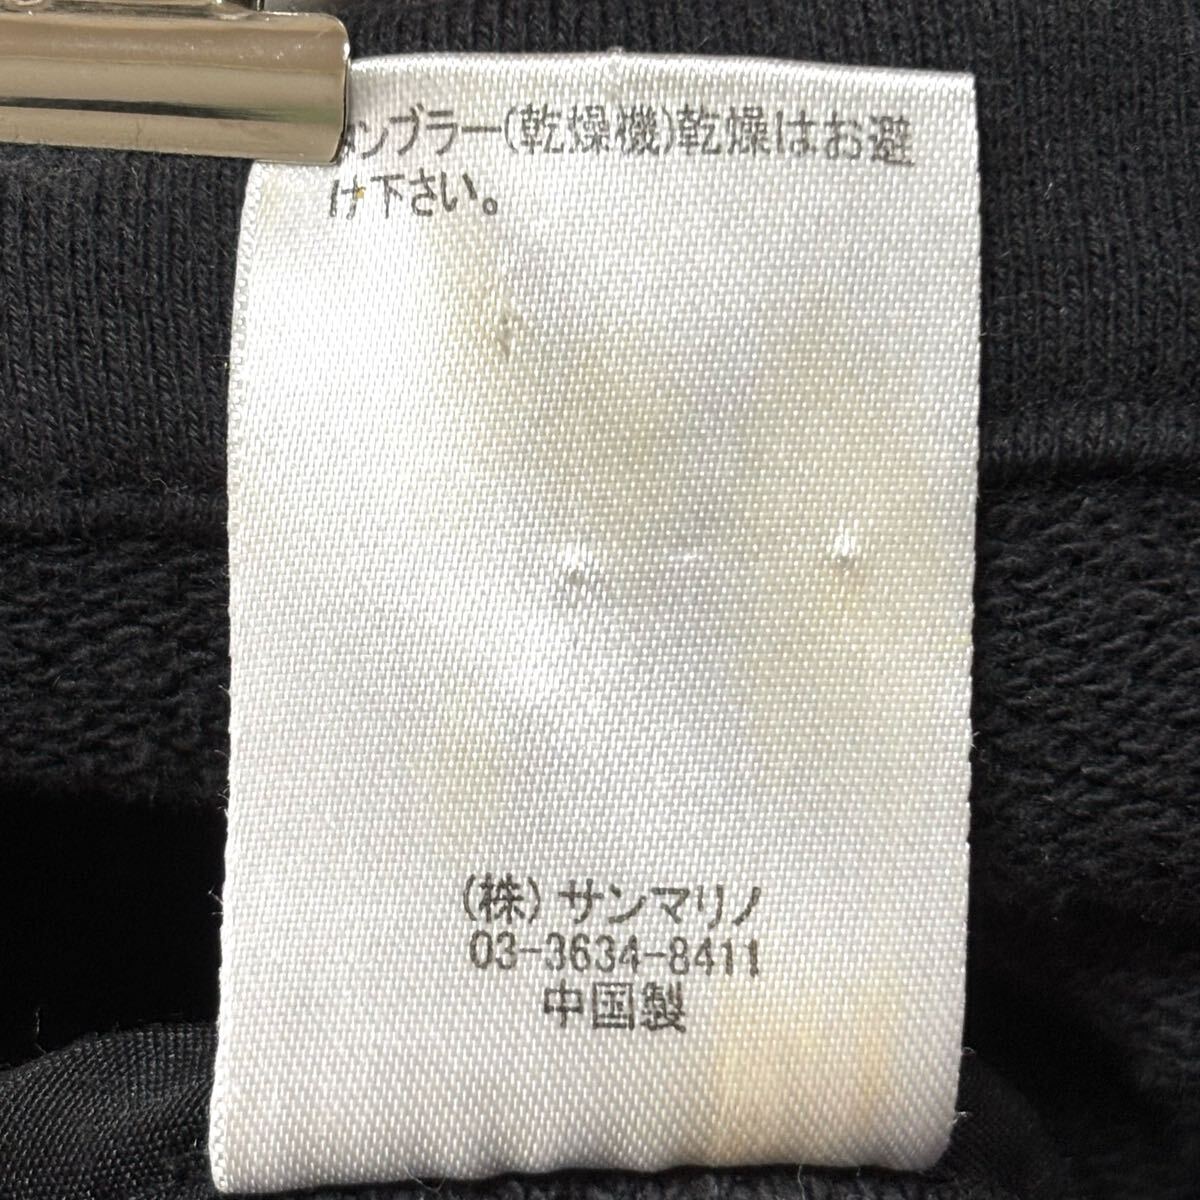 タンブラー(乾燥機)乾燥はお避
け下さい。
(株) サンマリノ
03-3634-8411
中国製